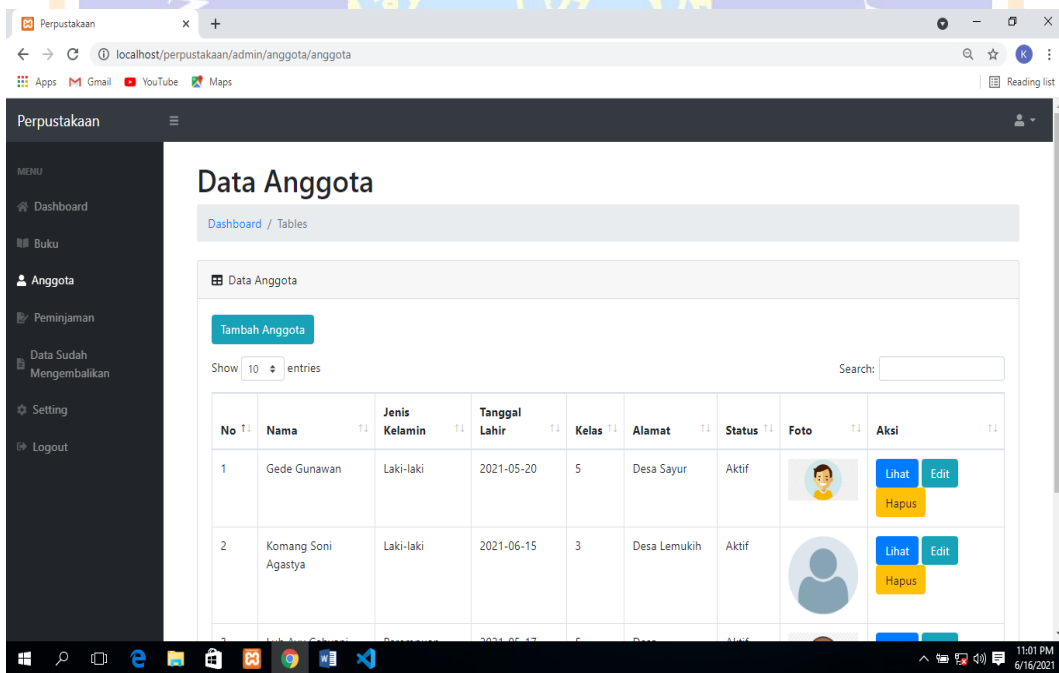 Perpustakaan
localhost/perpustakaan/admin/anggota/anggota
K
Apps Gmail YouTube Maps Reading list
Perpustakaan
MENU
Dashboard
Buku
Anggota
Peminjaman
Data Sudah
Mengembalikan
Setting
Logout
Data Anggota
Dashboard / Tables
Data Anggota
Tambah Anggota
Show 10 entries
Search:
No Nama Jenis Kelamin Tanggal Lahir Kelas Alamat Status Foto Aksi
1 Gede Gunawan Laki-laki 2021-05-20 5 Desa Sayur Aktif Lihat Edit
Hapus
2 Komang Soni Agastya Laki-laki 2021-06-15 3 Desa Lemukih Aktif Lihat Edit
Hapus
11:01 PM
6/16/2021